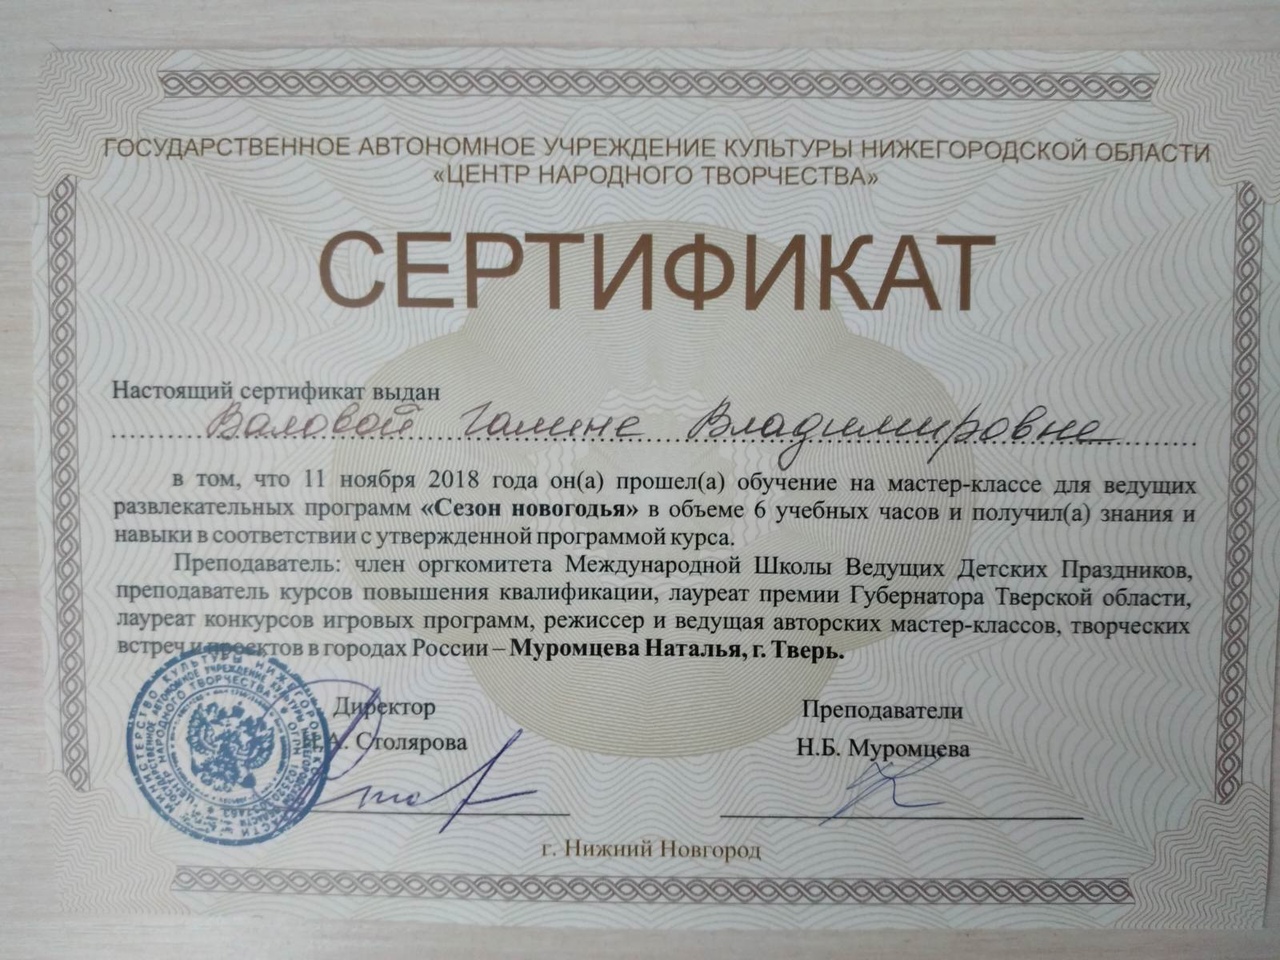 ГОСУДАРСТВЕННОЕ АВТОНОМНОЕ УЧРЕЖДЕНИЕ КУЛЬТУРЫ НИЖЕГОРОДСКОЙ ОБЛАСТИ
«ЦЕНТР НАРОДНОГО ТВОРЧЕСТВА»
СЕРТИФИКАТ
Настоящий сертификат выдан
Валовой Галине Владимировне
в том, что 11 ноября 2018 года он(а) прошел(а) обучение на мастер-классе для ведущих
развлекательных программ «Сезон новогодья» в объеме 6 учебных часов и получил(а) знания и
навыки в соответствии с утвержденной программой курса.
Преподаватель: член оргкомитета Международной Школы Ведущих Детских Праздников,
преподаватель курсов повышения квалификации, лауреат премии Губернатора Тверской области,
лауреат конкурсов игровых программ, режиссер и ведущая авторских мастер-классов, творческих
встреч и проектов в городах России – Муромцева Наталья, г. Тверь.
Директор
А. Столярова
Преподаватели
Н.Б. Муромцева
г. Нижний Новгород